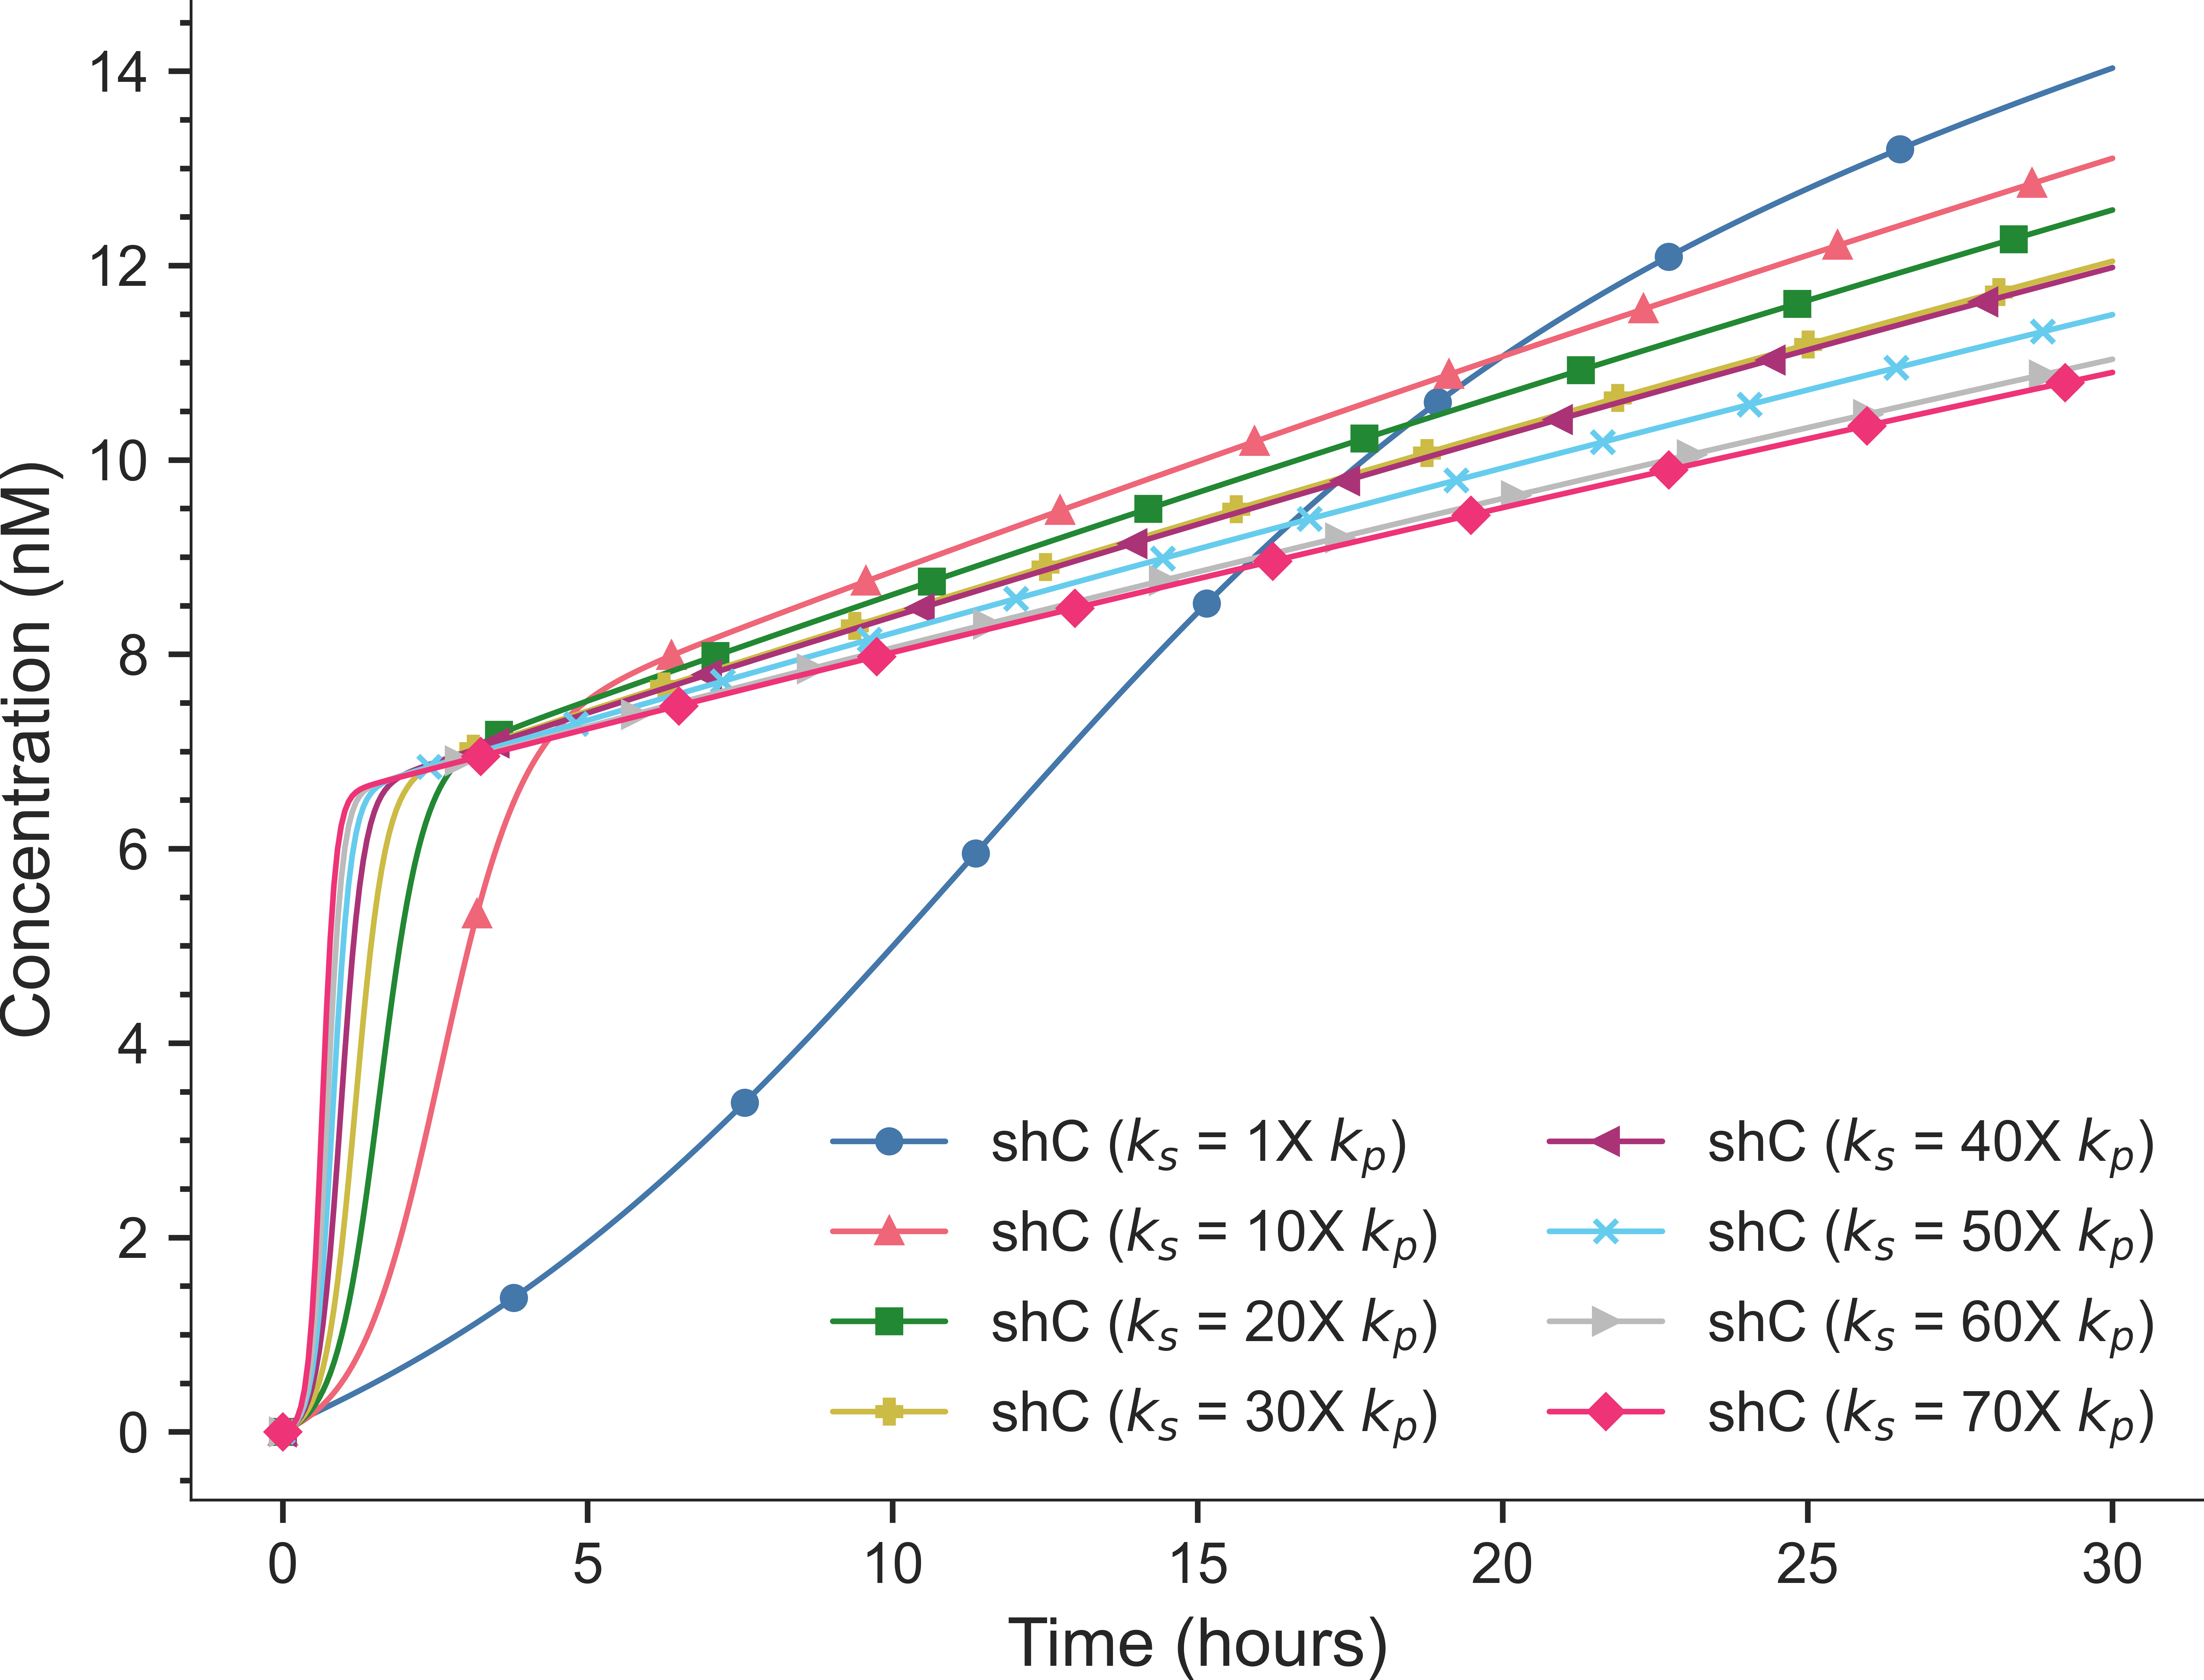 Concentration (nM)
14
12
10
8
6
4
2
0
shC (ks = 1X kp)
shC (ks = 10X kp)
shC (ks = 20X kp)
shC (ks = 30X kp)
shC (ks = 40X kp)
shC (ks = 50X kp)
shC (ks = 60X kp)
shC (ks = 70X kp)
0 5 10 15 20 25 30
Time (hours)